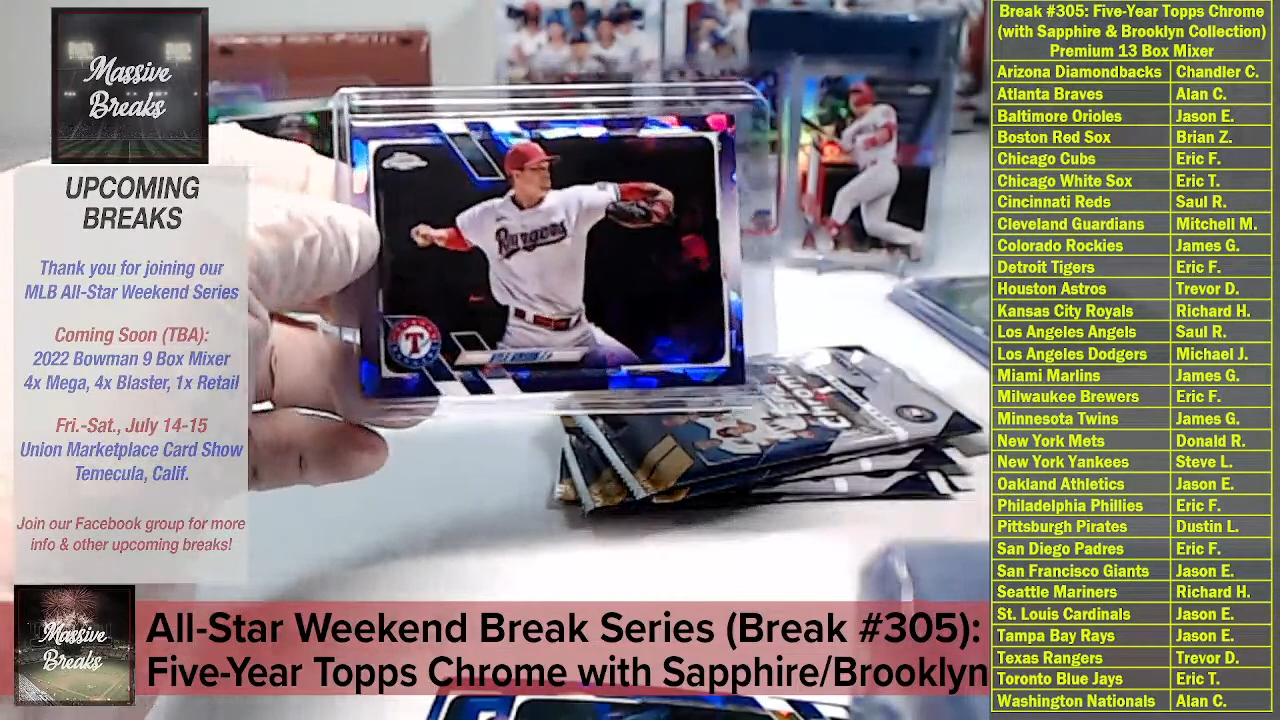 Massive
Breaks
UPCOMING
BREAKS
Thank you for joining our
MLB All-Star Weekend Series
Coming Soon (TBA):
2022 Bowman 9 Box Mixer
4x Mega, 4x Blaster, 1x Retail
Fri.-Sat., July 14-15
Union Marketplace Card Show
Temecula, Calif.
Join our Facebook group for more
info & other upcoming breaks!
Rangers
T
Massive
Breaks
All-Star Weekend Break Series (Break #305):
Five-Year Topps Chrome with Sapphire/Brooklyn
Break #305: Five-Year Topps Chrome
(with Sapphire & Brooklyn Collection)
Premium 13 Box Mixer
Arizona Diamondbacks Chandler C.
Atlanta Braves Alan C.
Baltimore Orioles Jason E.
Boston Red Sox Brian Z.
Chicago Cubs Eric F.
Chicago White Sox Eric T.
Cincinnati Reds Saul R.
Cleveland Guardians Mitchell M.
Colorado Rockies James G.
Detroit Tigers Eric F.
Houston Astros Trevor D.
Kansas City Royals Richard H.
Los Angeles Angels Saul R.
Los Angeles Dodgers Michael J.
Miami Marlins James G.
Milwaukee Brewers Eric F.
Minnesota Twins James G.
New York Mets Donald R.
New York Yankees Steve L.
Oakland Athletics Jason E.
Philadelphia Phillies Eric F.
Pittsburgh Pirates Dustin L.
San Diego Padres Eric F.
San Francisco Giants Jason E.
Seattle Mariners Richard H.
St. Louis Cardinals Jason E.
Tampa Bay Rays Jason E.
Texas Rangers Trevor D.
Toronto Blue Jays Eric T.
Washington Nationals Alan C.